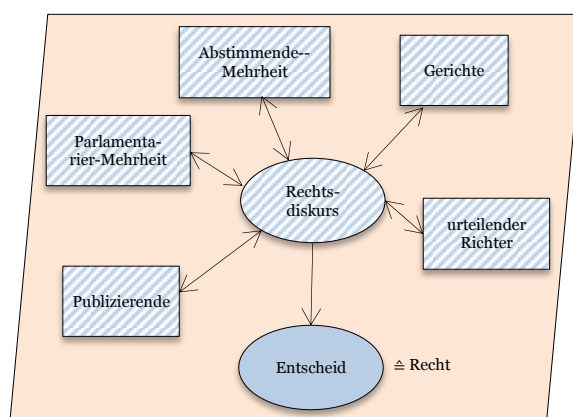 Abstimmende--
Mehrheit
Gerichte
Parlamenta-
rier-Mehrheit
Rechts-
diskurs
urteilender
Richter
Publizierende
Entscheid
≙ Recht